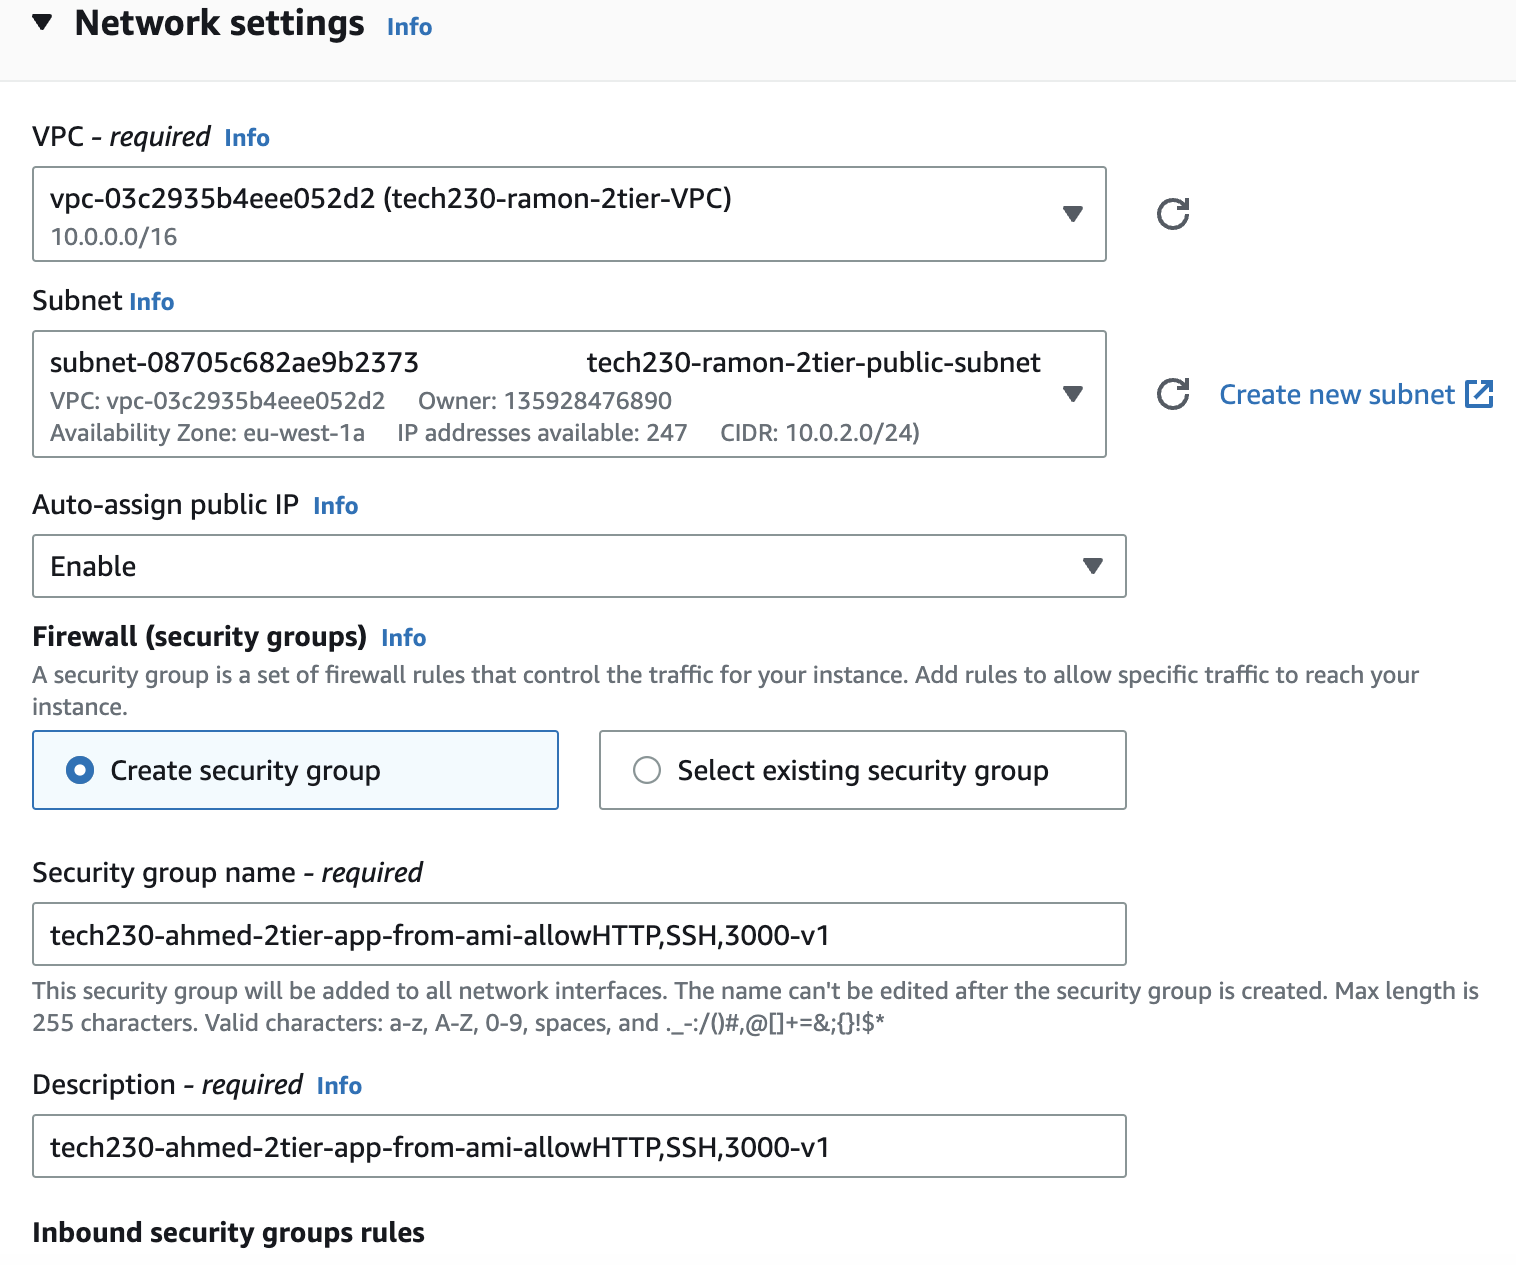 Network settings Info
VPC - required Info
vpc-03c2935b4eee052d2 (tech230-ramon-2tier-VPC)
10.0.0.0/16
Subnet Info
subnet-08705c682ae9b2373 tech230-ramon-2tier-public-subnet
VPC: vpc-03c2935b4eee052d2 Owner: 135928476890
Availability Zone: eu-west-1a IP addresses available: 247 CIDR: 10.0.2.0/24)
Create new subnet
Auto-assign public IP Info
Enable
Firewall (security groups) Info
A security group is a set of firewall rules that control the traffic for your instance. Add rules to allow specific traffic to reach your
instance.
Create security group
Select existing security group
Security group name - required
tech230-ahmed-2tier-app-from-ami-allowHTTP,SSH,3000-v1
This security group will be added to all network interfaces. The name can't be edited after the security group is created. Max length is
255 characters. Valid characters: a-z, A-Z, 0-9, spaces, and ._-:/()#,@[]+=&;{}!$*
Description - required Info
tech230-ahmed-2tier-app-from-ami-allowHTTP,SSH,3000-v1
Inbound security groups rules